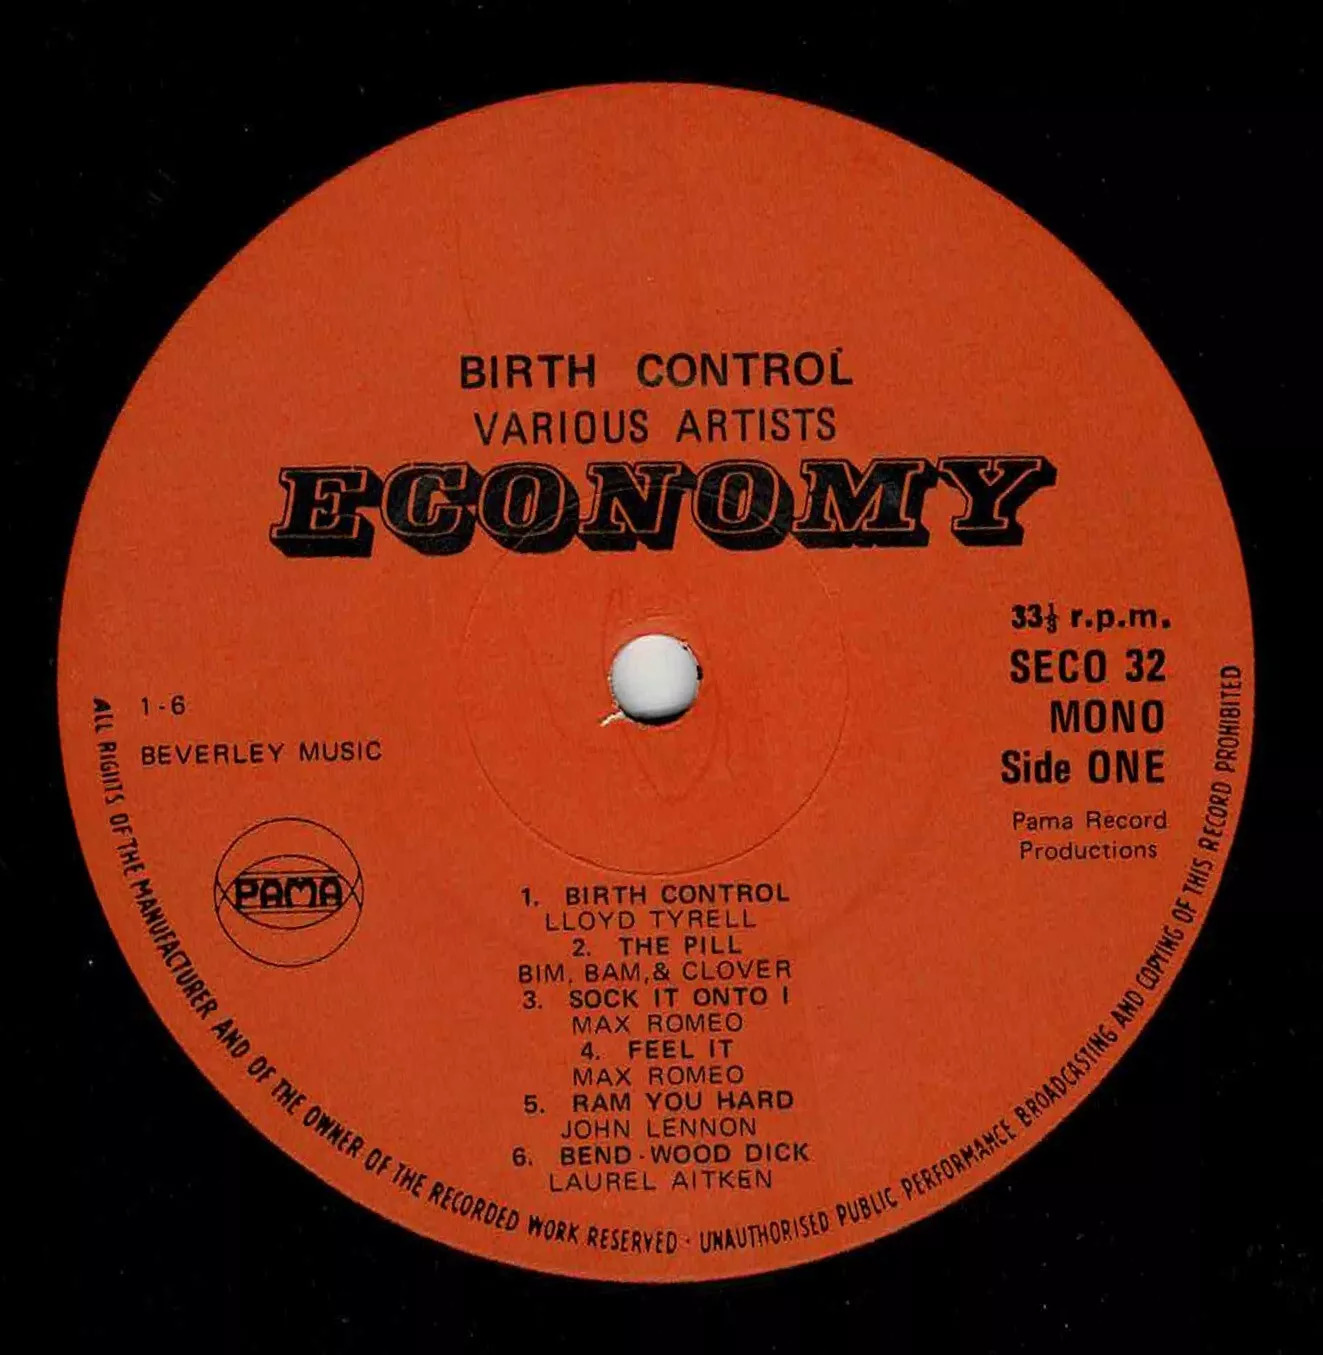 BIRTH CONTROL
VARIOUS ARTISTS
ECONOMY
33⅓ r.p.m.
SECO 32
MONO
Side ONE
Pama Record
Productions
1-6
BEVERLEY MUSIC
PAMA
1. BIRTH CONTROL
LLOYD TYRELL
2. THE PILL
BIM, BAM, & CLOVER
3. SOCK IT ONTO I
MAX ROMEO
4. FEEL IT
MAX ROMEO
5. RAM YOU HARD
JOHN LENNON
6. BEND-WOOD DICK
LAUREL AITKEN
ALL RIGHTS OF THE MANUFACTURER AND OF THE OWNER OF THE RECORDED WORK RESERVED · UNAUTHORISED PUBLIC PERFORMANCE BROADCASTING AND COPYING OF THIS RECORD PROHIBITED